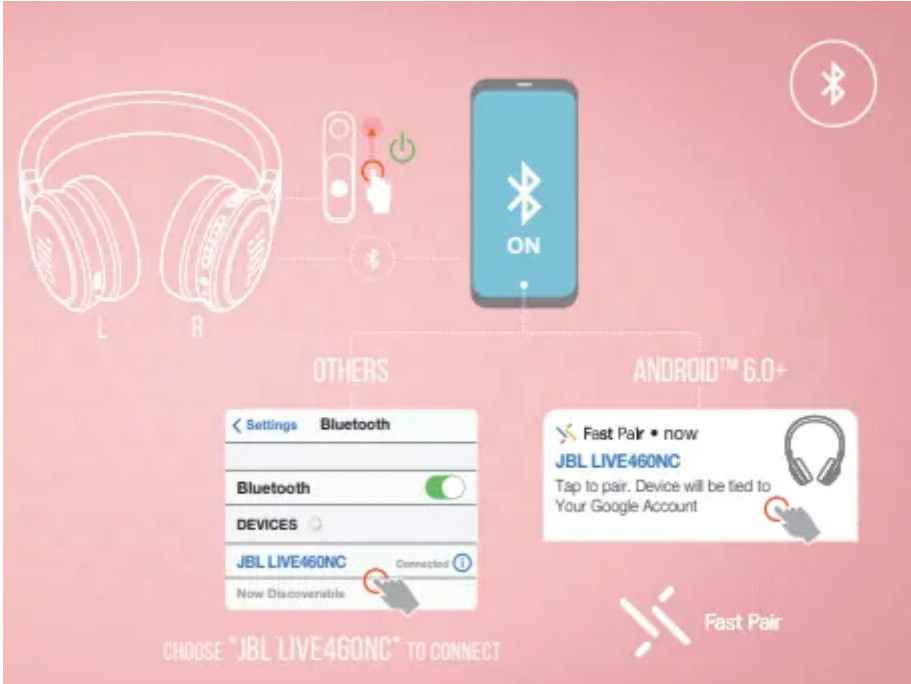 ON
L
R
OTHERS
ANDROID™ 6.0+
Settings Bluetooth
Bluetooth
DEVICES
JBL LIVE460NC Connected
Now Discoverable
CHOOSE "JBL LIVE460NC" TO CONNECT
Fast Pair • now
JBL LIVE460NC
Tap to pair. Device will be tied to
Your Google Account
Fast Pair